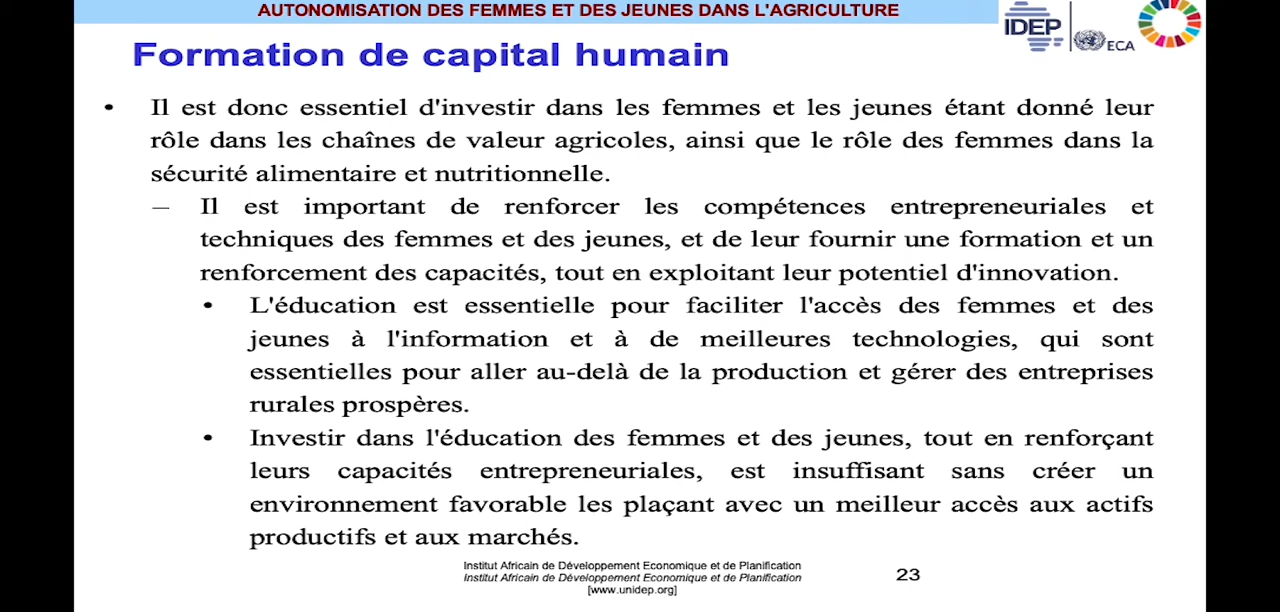 AUTONOMISATION DES FEMMES ET DES JEUNES DANS L'AGRICULTURE
IDEP
ECA
Formation de capital humain
• Il est donc essentiel d'investir dans les femmes et les jeunes étant donné leur
rôle dans les chaînes de valeur agricoles, ainsi que le rôle des femmes dans la
sécurité alimentaire et nutritionnelle.
– Il est important de renforcer les compétences entrepreneuriales et
techniques des femmes et des jeunes, et de leur fournir une formation et un
renforcement des capacités, tout en exploitant leur potentiel d'innovation.
• L'éducation est essentielle pour faciliter l'accès des femmes et des
jeunes à l'information et à de meilleures technologies, qui sont
essentielles pour aller au-delà de la production et gérer des entreprises
rurales prospères.
• Investir dans l'éducation des femmes et des jeunes, tout en renforçant
leurs capacités entrepreneuriales, est insuffisant sans créer un
environnement favorable les plaçant avec un meilleur accès aux actifs
productifs et aux marchés.
Institut Africain de Développement Economique et de Planification
Institut Africain de Développement Economique et de Planification
[www.unidep.org]
23